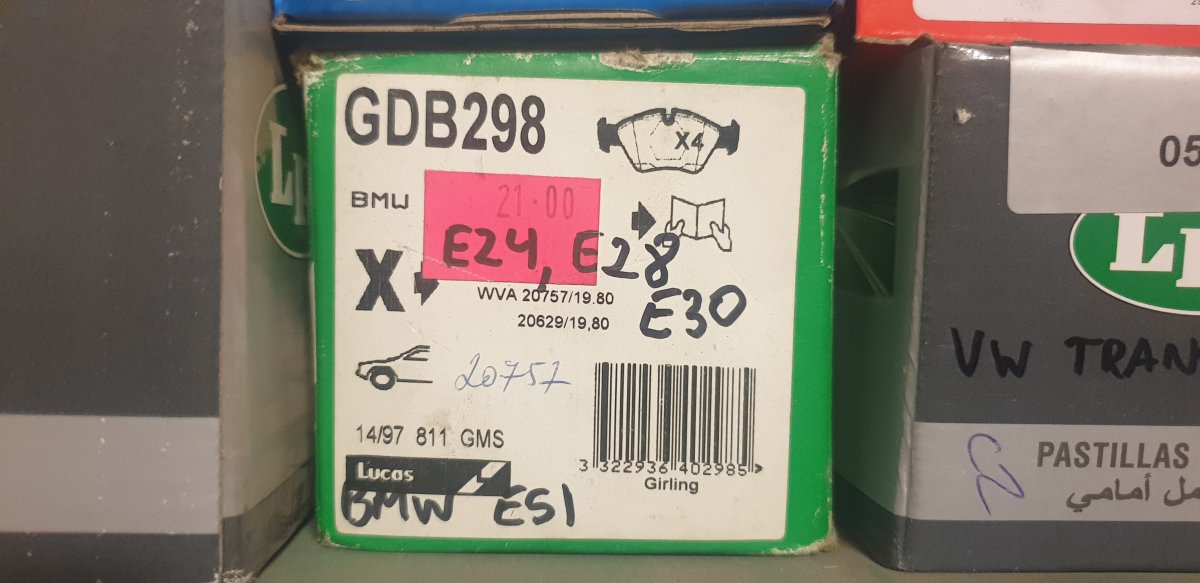 GDB298
X4
BMW
21.00
E24, E28
X
WVA 20757/19.80
E30
20629/19,80
20757
14/97 811 GMS
Lucas
3 322936 402985 >
Girling
BMW E51
05
VW TRAN
PASTILLAS
أمامي
CZ